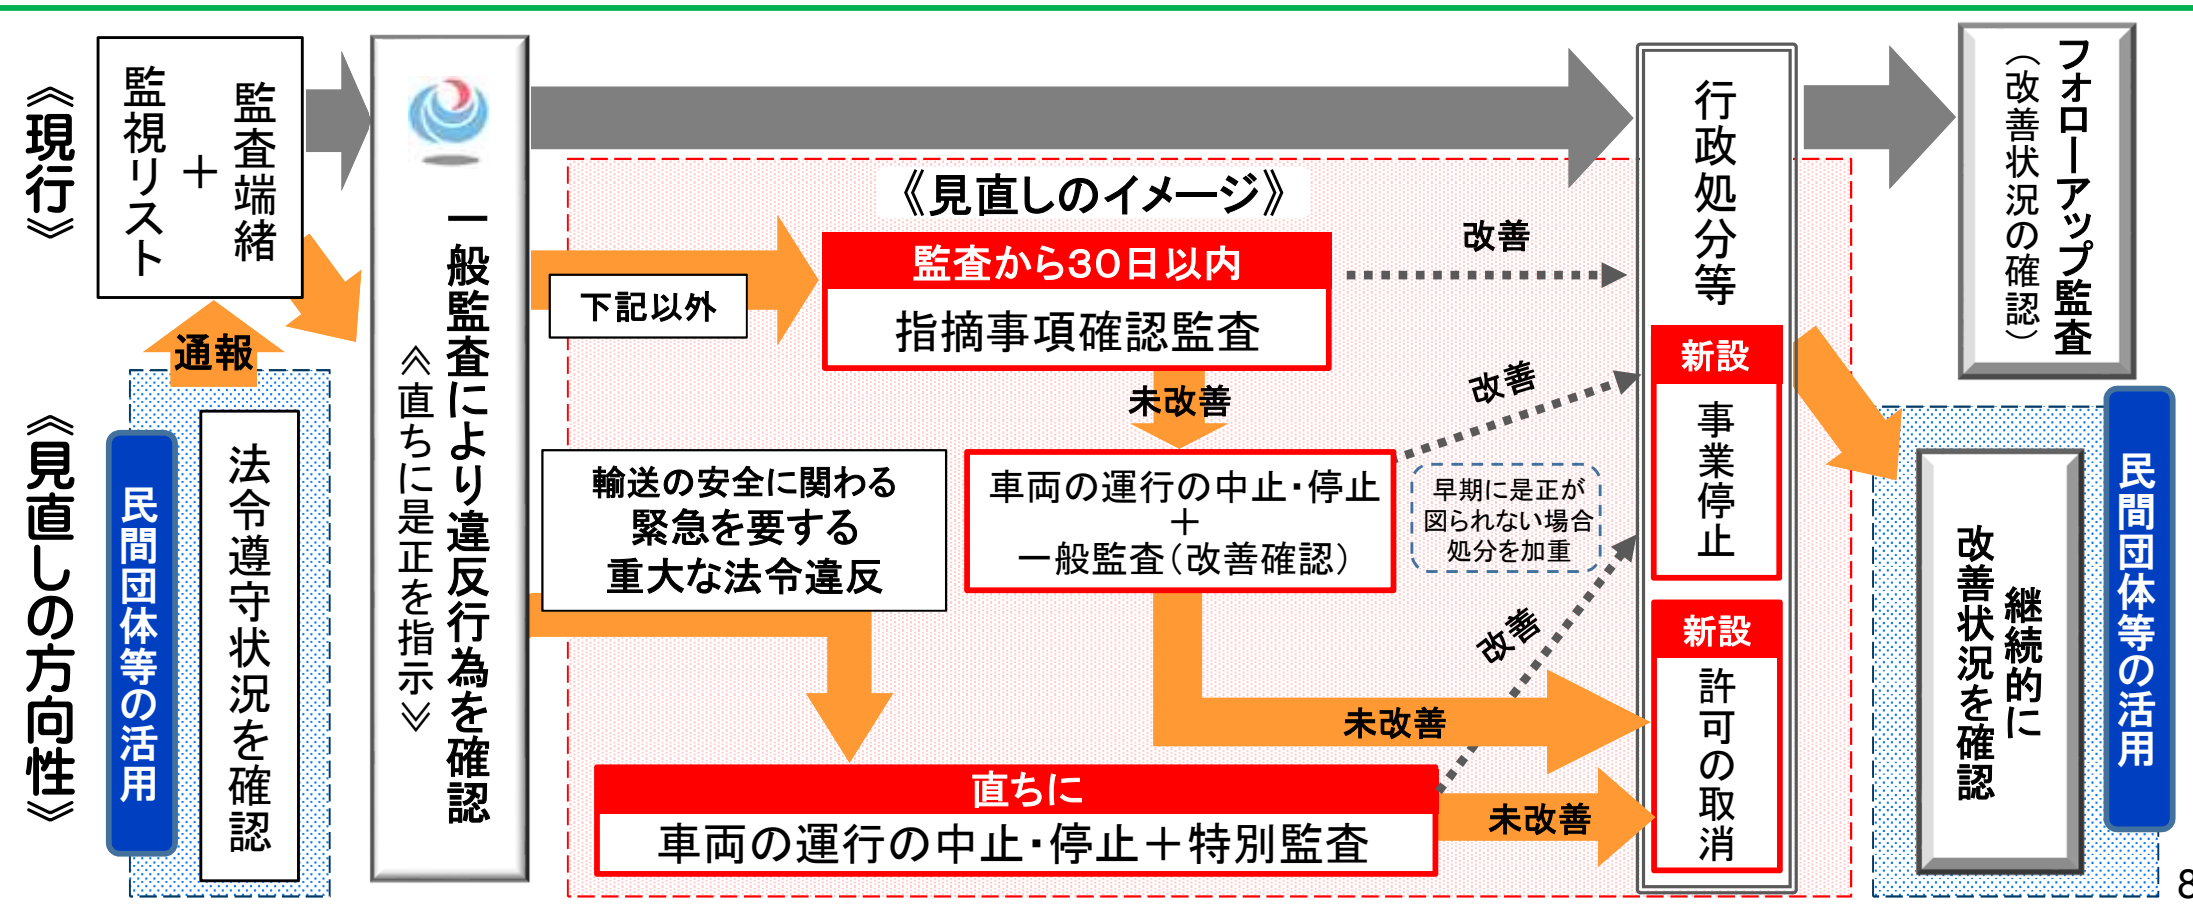 《現行》
監査端緒
＋
監視リスト
一般監査により違反行為を確認
《直ちに是正を指示》
行政処分等
フォローアップ監査
（改善状況の確認）
《見直しの方向性》
通報
民間団体等の活用
法令遵守状況を確認
《見直しのイメージ》
下記以外
監査から30日以内
指摘事項確認監査
改善
未改善
改善
車両の運行の中止・停止
＋
一般監査（改善確認）
早期に是正が
図られない場合
処分を加重
輸送の安全に関わる
緊急を要する
重大な法令違反
改善
未改善
直ちに
車両の運行の中止・停止＋特別監査
未改善
新設
事業停止
新設
許可の取消
継続的に
改善状況を確認
民間団体等の活用
8